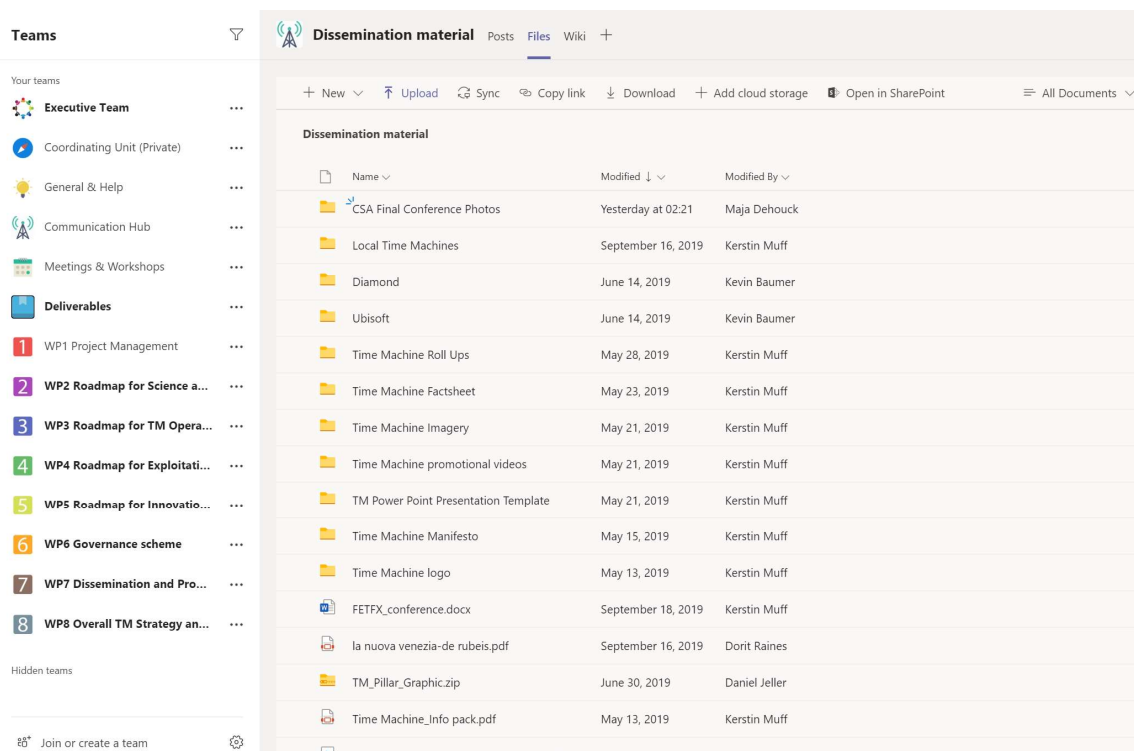 Teams
Your teams
Executive Team
Coordinating Unit (Private)
General & Help
Communication Hub
Meetings & Workshops
Deliverables
1 WP1 Project Management
2 WP2 Roadmap for Science a...
3 WP3 Roadmap for TM Opera...
4 WP4 Roadmap for Exploitati...
5 WP5 Roadmap for Innovatio...
6 WP6 Governance scheme
7 WP7 Dissemination and Pro...
8 WP8 Overall TM Strategy an...
Hidden teams
Join or create a team
Dissemination material Posts Files Wiki +
+ New Upload Sync Copy link Download + Add cloud storage Open in SharePoint All Documents
Dissemination material
Name Modified ↓ Modified By
CSA Final Conference Photos Yesterday at 02:21 Maja Dehouck
Local Time Machines September 16, 2019 Kerstin Muff
Diamond June 14, 2019 Kevin Baumer
Ubisoft June 14, 2019 Kevin Baumer
Time Machine Roll Ups May 28, 2019 Kerstin Muff
Time Machine Factsheet May 23, 2019 Kerstin Muff
Time Machine Imagery May 21, 2019 Kerstin Muff
Time Machine promotional videos May 21, 2019 Kerstin Muff
TM Power Point Presentation Template May 21, 2019 Kerstin Muff
Time Machine Manifesto May 15, 2019 Kerstin Muff
Time Machine logo May 13, 2019 Kerstin Muff
FETFX_conference.docx September 18, 2019 Kerstin Muff
la nuova venezia-de rubeis.pdf September 16, 2019 Dorit Raines
TM_Pillar_Graphic.zip June 30, 2019 Daniel Jeller
Time Machine_Info pack.pdf May 13, 2019 Kerstin Muff